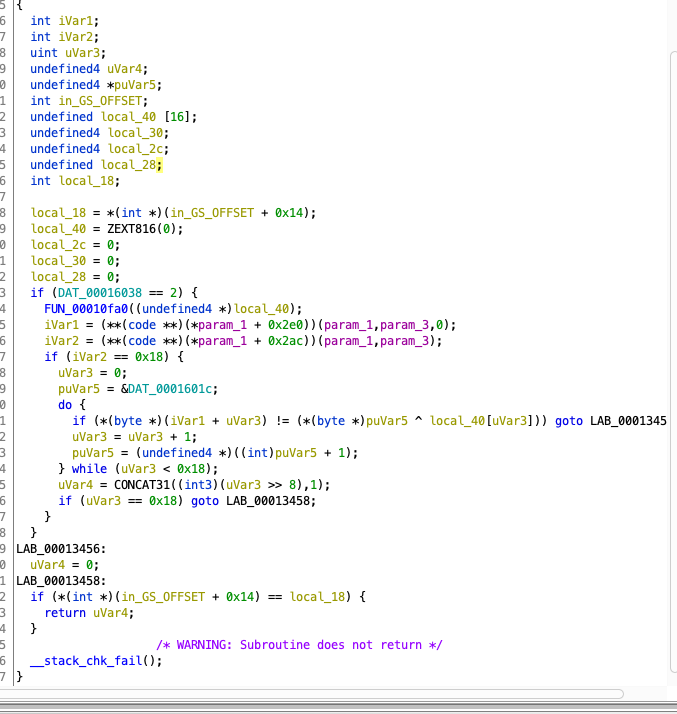 5 {
6 int iVar1;
7 int iVar2;
8 uint uVar3;
9 undefined4 uVar4;
0 undefined4 *puVar5;
1 int in_GS_OFFSET;
2 undefined local_40 [16];
3 undefined4 local_30;
4 undefined4 local_2c;
5 undefined local_28;
6 int local_18;
7
8 local_18 = *(int *)(in_GS_OFFSET + 0x14);
9 local_40 = ZEXT816(0);
0 local_2c = 0;
1 local_30 = 0;
2 local_28 = 0;
3 if (DAT_00016038 == 2) {
4 FUN_00010fa0((undefined4 *)local_40);
5 iVar1 = (**(code **)(*param_1 + 0x2e0))(param_1,param_3,0);
6 iVar2 = (**(code **)(*param_1 + 0x2ac))(param_1,param_3);
7 if (iVar2 == 0x18) {
8 uVar3 = 0;
9 puVar5 = &DAT_0001601c;
0 do {
1 if (*(byte *)(iVar1 + uVar3) != (*(byte *)puVar5 ^ local_40[uVar3])) goto LAB_0001345
2 uVar3 = uVar3 + 1;
3 puVar5 = (undefined4 *)((int)puVar5 + 1);
4 } while (uVar3 < 0x18);
5 uVar4 = CONCAT31((int3)(uVar3 >> 8),1);
6 if (uVar3 == 0x18) goto LAB_00013458;
7 }
8 }
9 LAB_00013456:
0 uVar4 = 0;
1 LAB_00013458:
2 if (*(int *)(in_GS_OFFSET + 0x14) == local_18) {
3 return uVar4;
4 }
5 /* WARNING: Subroutine does not return */
6 __stack_chk_fail();
7 }